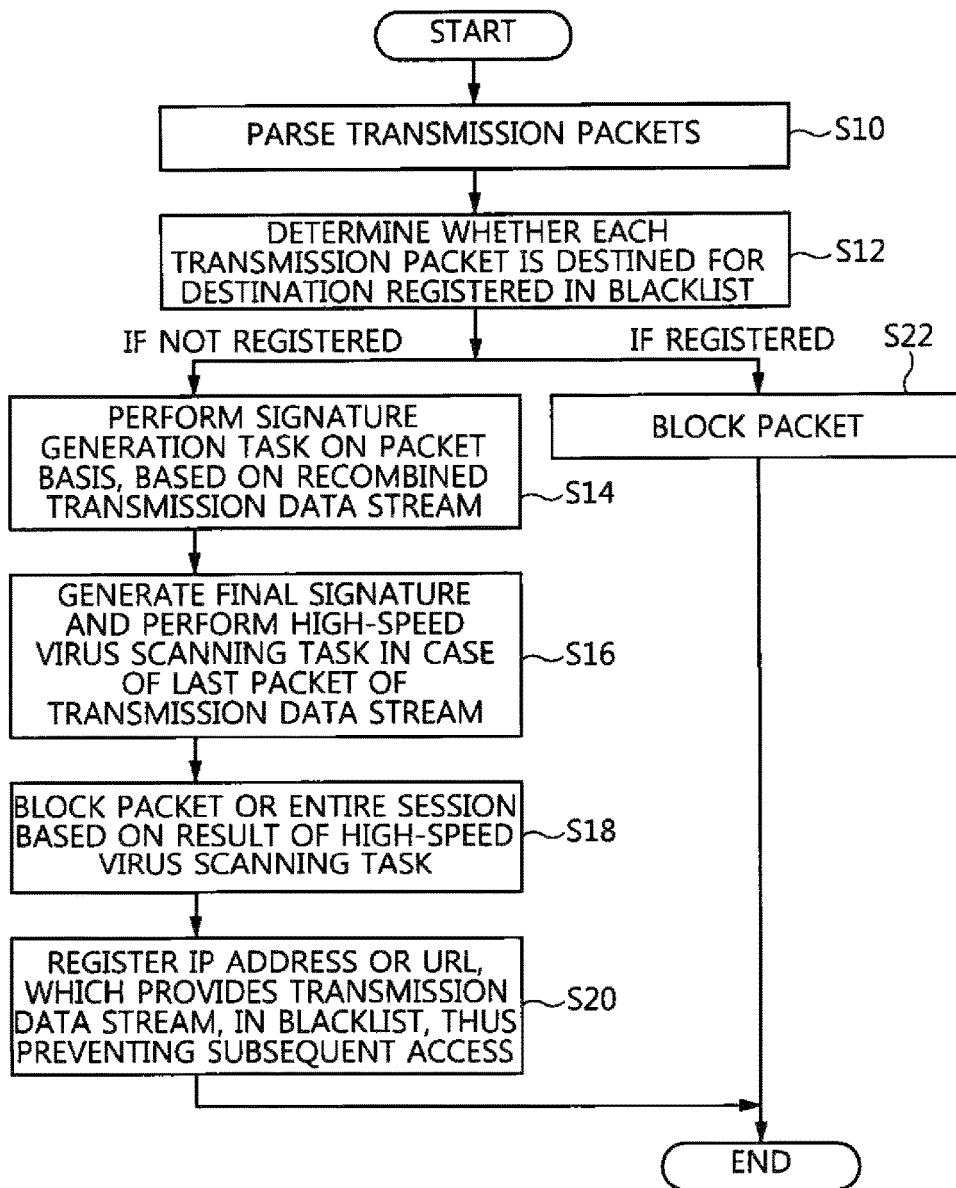 START
PARSE TRANSMISSION PACKETS
S10
DETERMINE WHETHER EACH
TRANSMISSION PACKET IS DESTINED FOR
DESTINATION REGISTERED IN BLACKLIST
S12
IF NOT REGISTERED
IF REGISTERED
S22
PERFORM SIGNATURE
GENERATION TASK ON PACKET
BASIS, BASED ON RECOMBINED
TRANSMISSION DATA STREAM
S14
BLOCK PACKET
GENERATE FINAL SIGNATURE
AND PERFORM HIGH-SPEED
VIRUS SCANNING TASK IN CASE
OF LAST PACKET OF
TRANSMISSION DATA STREAM
S16
BLOCK PACKET OR ENTIRE SESSION
BASED ON RESULT OF HIGH-SPEED
VIRUS SCANNING TASK
S18
REGISTER IP ADDRESS OR URL,
WHICH PROVIDES TRANSMISSION
DATA STREAM, IN BLACKLIST, THUS
PREVENTING SUBSEQUENT ACCESS
S20
END